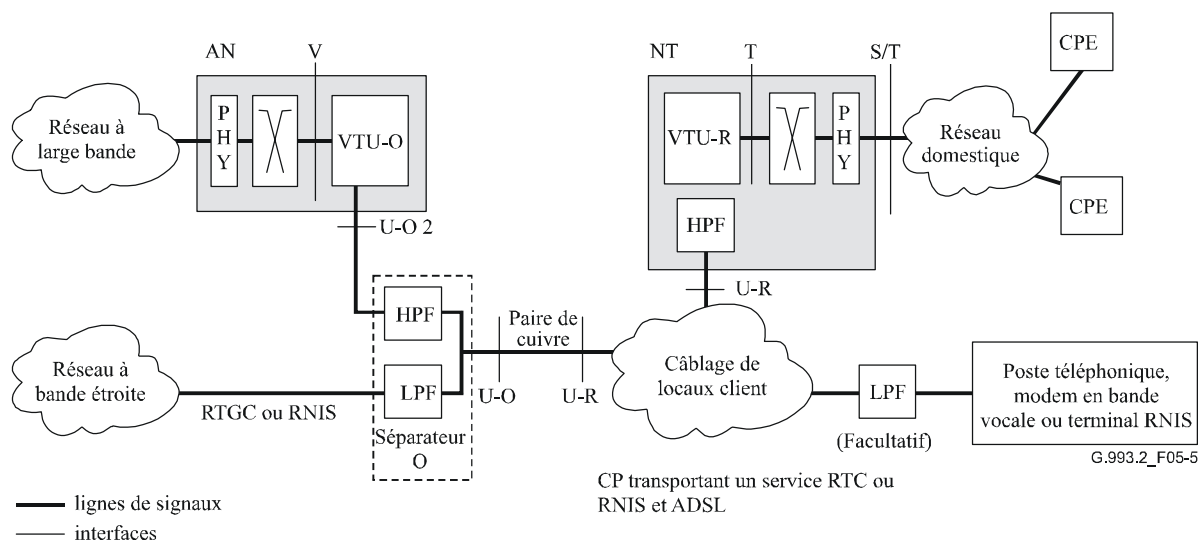 AN
V
NT
T
S/T
CPE
Réseau à
large bande
P
H
Y
VTU-O
VTU-R
P
H
Y
Réseau
domestique
CPE
U-O 2
HPF
U-R
HPF
Paire de
cuivre
Câblage de
locaux client
Réseau à
bande étroite
RTGC ou RNIS
LPF
U-O
U-R
LPF
(Facultatif)
Poste téléphonique,
modem en bande
vocale ou terminal RNIS
G.993.2_F05-5
Séparateur
O
CP transportant un service RTC ou
RNIS et ADSL
lignes de signaux
interfaces